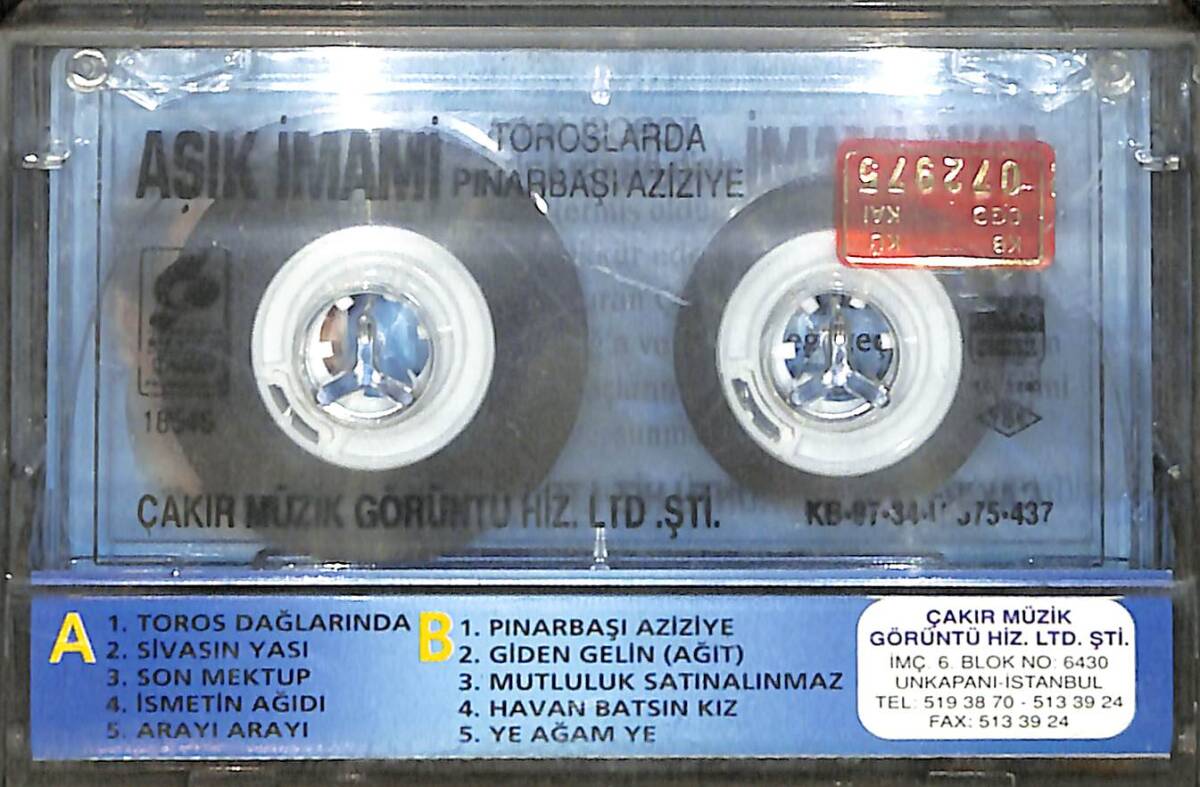 AŞIK İMAMİ
TOROSLARDA
PINARBAŞI AZİZİYE
072975
KB
ÇAKIR MÜZİK GÖRÜNTÜ HİZ. LTD .ŞTİ.
A
1. TOROS DAĞLARINDA
2. SİVASIN YASI
3. SON MEKTUP
4. İSMETİN AĞIDI
5. ARAYI ARAYI
B
1. PINARBAŞI AZİZİYE
2. GİDEN GELİN (AĞIT)
3. MUTLULUK SATINALINMAZ
4. HAVAN BATSIN KIZ
5. YE AĞAM YE
ÇAKIR MÜZİK
GÖRÜNTÜ HİZ. LTD. ŞTİ.
İMÇ. 6. BLOK NO: 6430
UNKAPANI-İSTANBUL
TEL: 519 38 70 - 513 39 24
FAX: 513 39 24